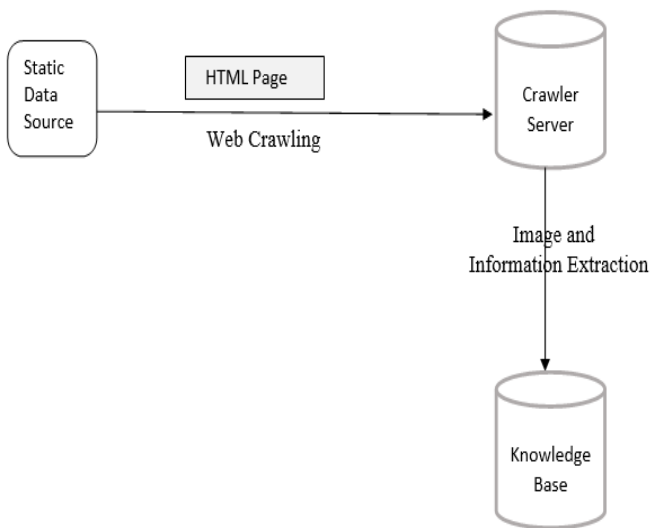 Static
Data
Source
HTML Page
Web Crawling
Crawler
Server
Image and
Information Extraction
Knowledge
Base